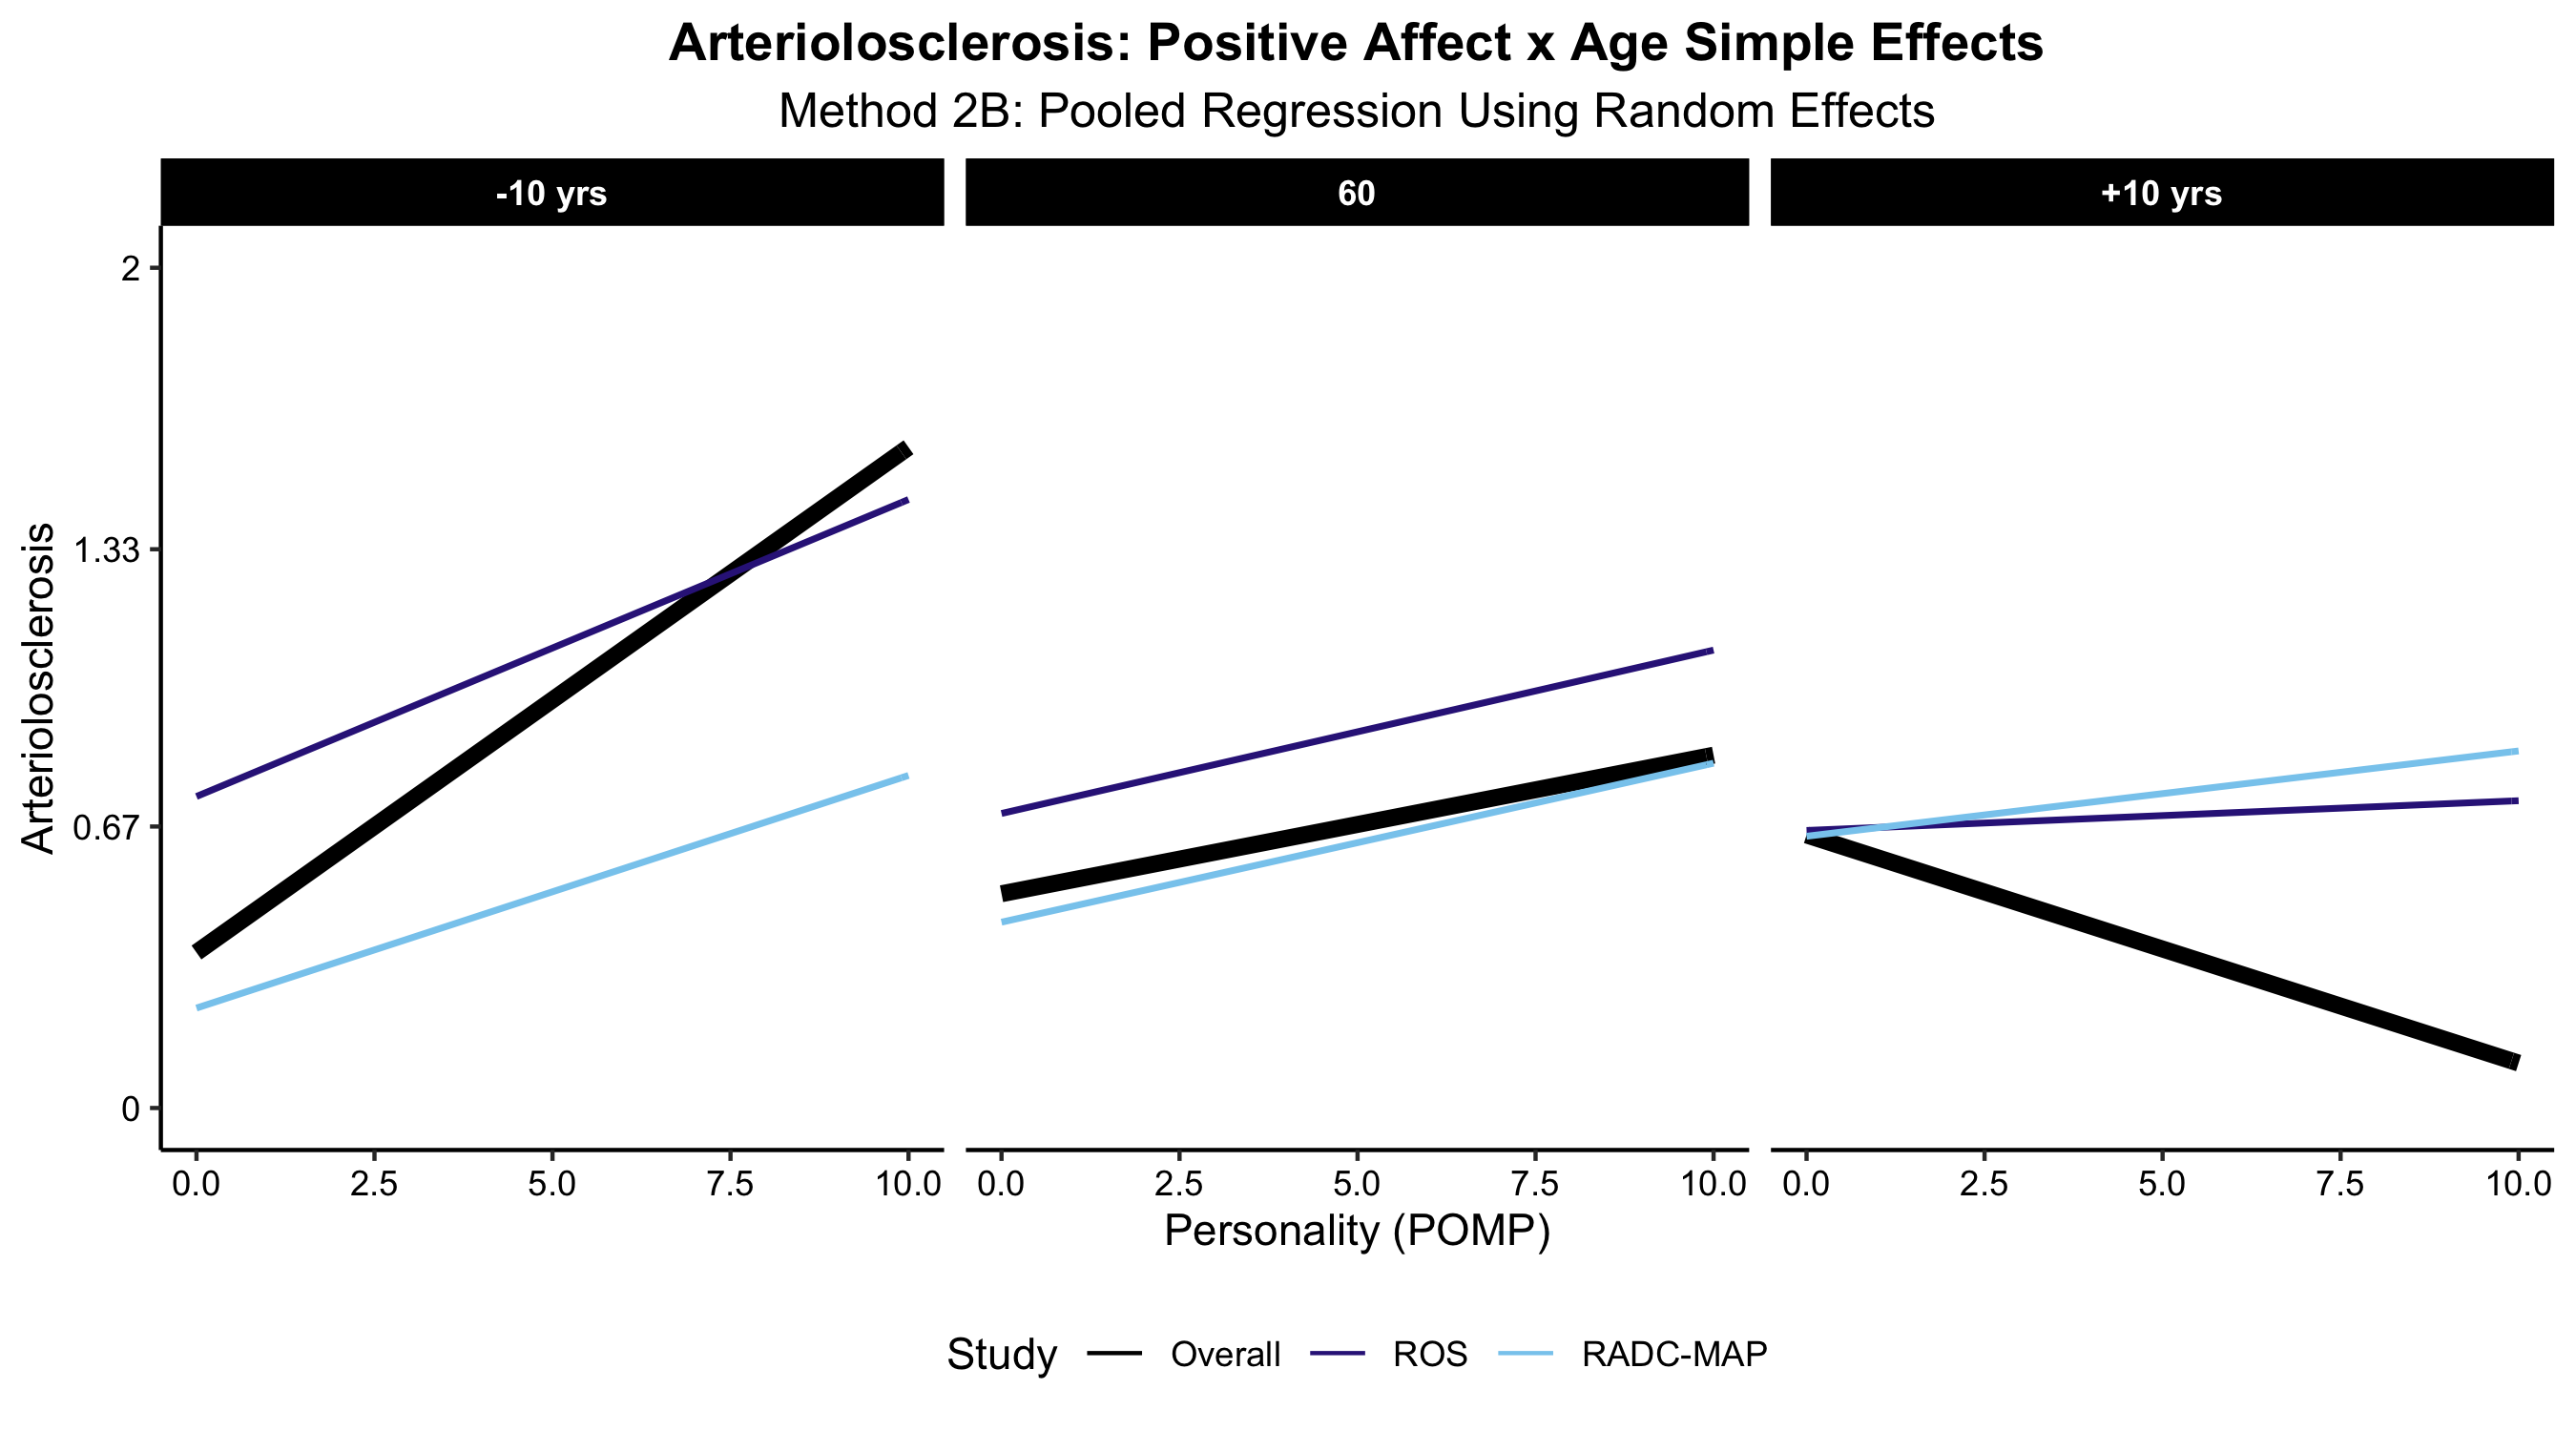 Arteriolosclerosis: Positive Affect x Age Simple Effects
Method 2B: Pooled Regression Using Random Effects
-10 yrs 60 +10 yrs
Arteriolosclerosis
2
1.33
0.67
0
0.0 2.5 5.0 7.5 10.0 0.0 2.5 5.0 7.5 10.0 0.0 2.5 5.0 7.5 10.0
Personality (POMP)
Study Overall ROS RADC-MAP